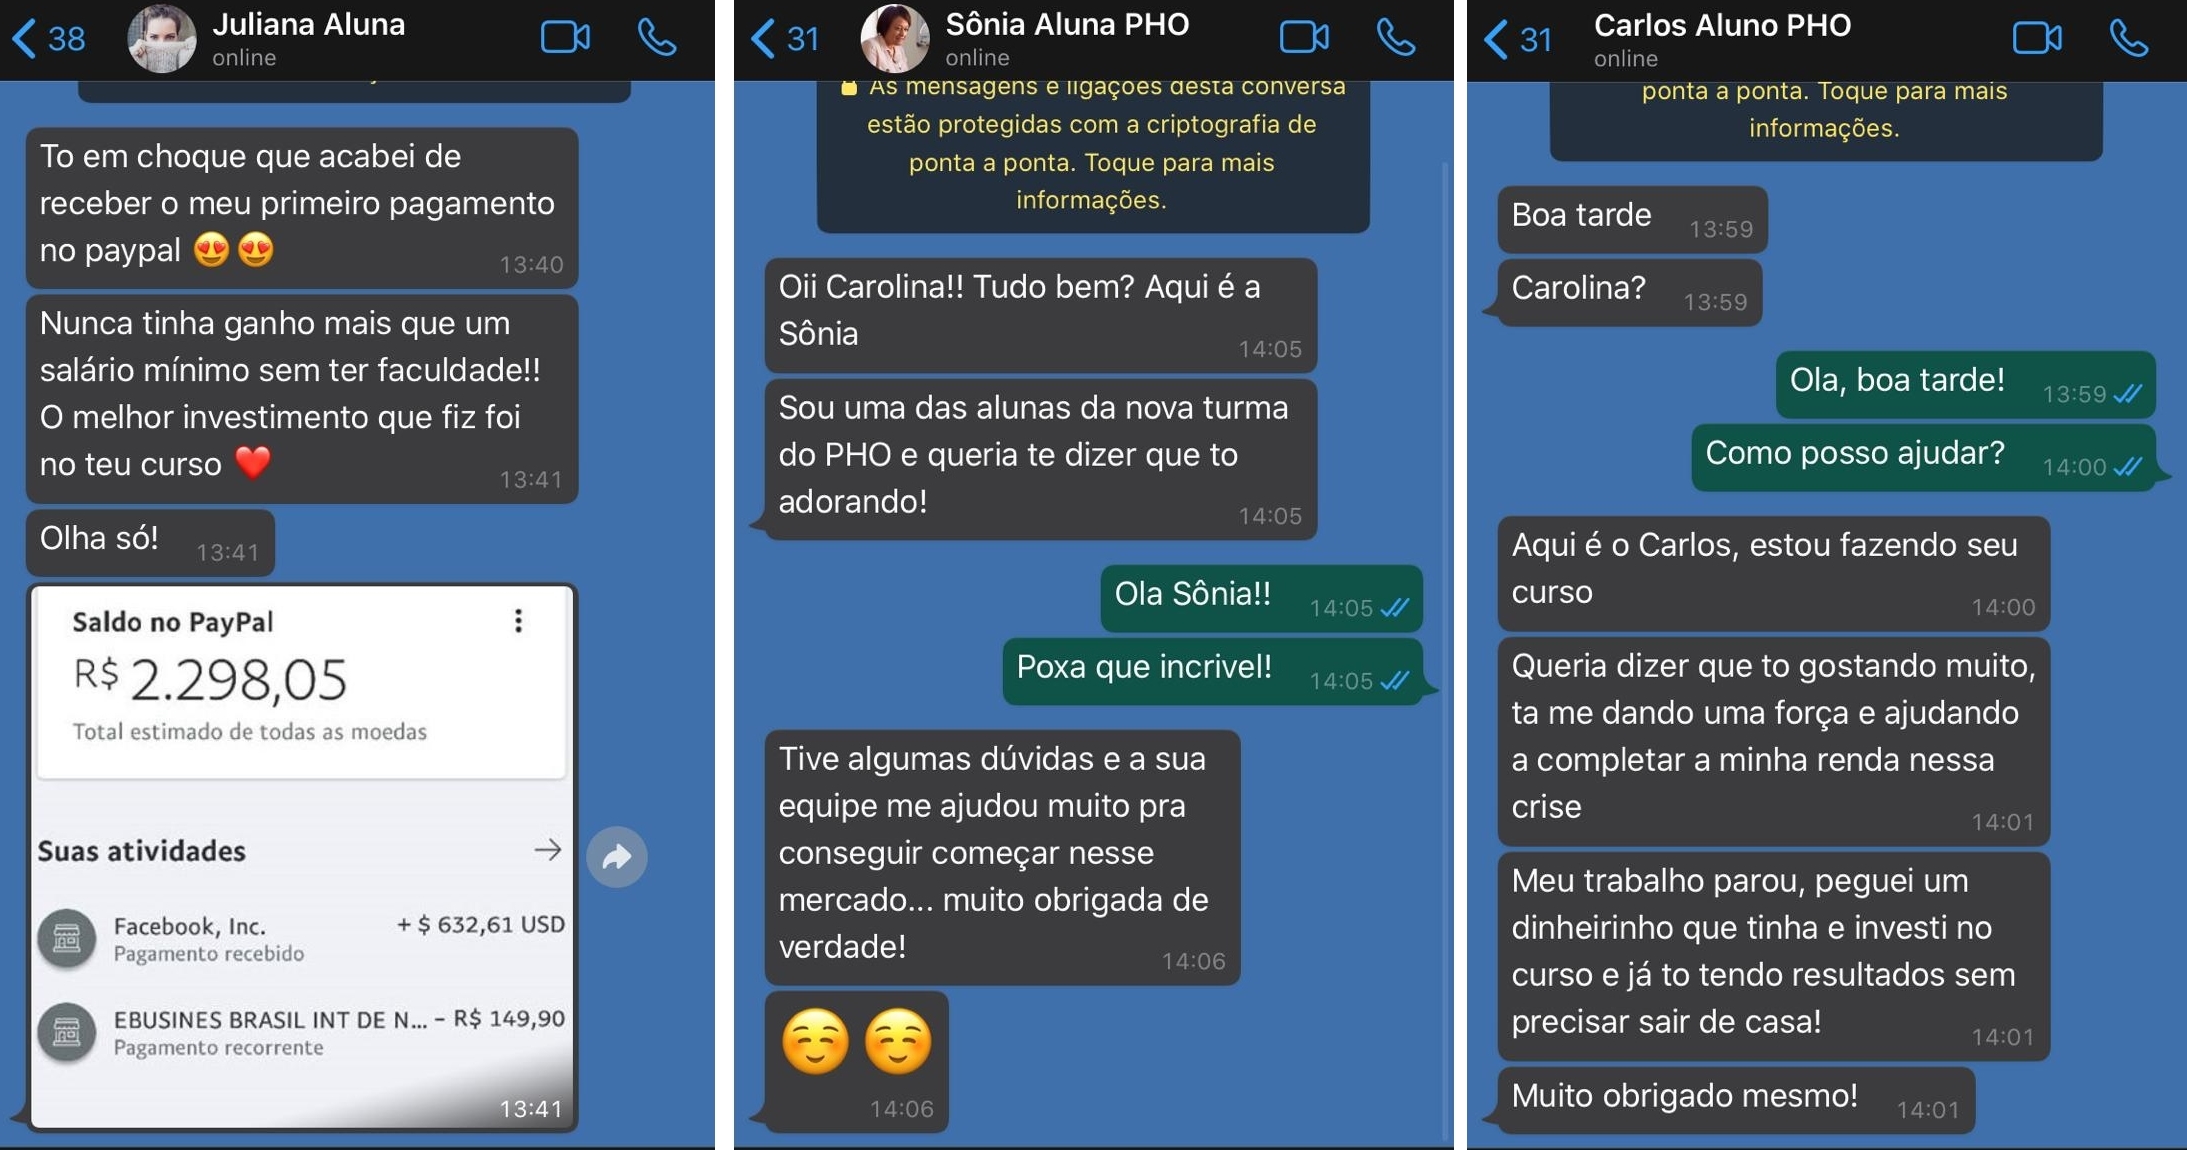 38
Juliana Aluna
online
To em choque que acabei de
receber o meu primeiro pagamento
no paypal 😍😍
13:40
Nunca tinha ganho mais que um
salário mínimo sem ter faculdade!!
O melhor investimento que fiz foi
no teu curso ❤️
13:41
Olha só!
13:41
Saldo no PayPal
R$ 2.298,05
Total estimado de todas as moedas
Suas atividades
Facebook, Inc. + $ 632,61 USD
Pagamento recebido
EBUSINES BRASIL INT DE N... - R$ 149,90
Pagamento recorrente
13:41
31
Sônia Aluna PHO
online
As mensagens e ligações desta conversa
estão protegidas com a criptografia de
ponta a ponta. Toque para mais
informações.
Oii Carolina!! Tudo bem? Aqui é a
Sônia
14:05
Sou uma das alunas da nova turma
do PHO e queria te dizer que to
adorando!
14:05
Ola Sônia!!
14:05
Poxa que incrivel!
14:05
Tive algumas dúvidas e a sua
equipe me ajudou muito pra
conseguir começar nesse
mercado... muito obrigada de
verdade!
14:06
☺️☺️
14:06
31
Carlos Aluno PHO
online
ponta a ponta. Toque para mais
informações.
Boa tarde
13:59
Carolina?
13:59
Ola, boa tarde!
13:59
Como posso ajudar?
14:00
Aqui é o Carlos, estou fazendo seu
curso
14:00
Queria dizer que to gostando muito,
ta me dando uma força e ajudando
a completar a minha renda nessa
crise
14:01
Meu trabalho parou, peguei um
dinheirinho que tinha e investi no
curso e já to tendo resultados sem
precisar sair de casa!
14:01
Muito obrigado mesmo!
14:01